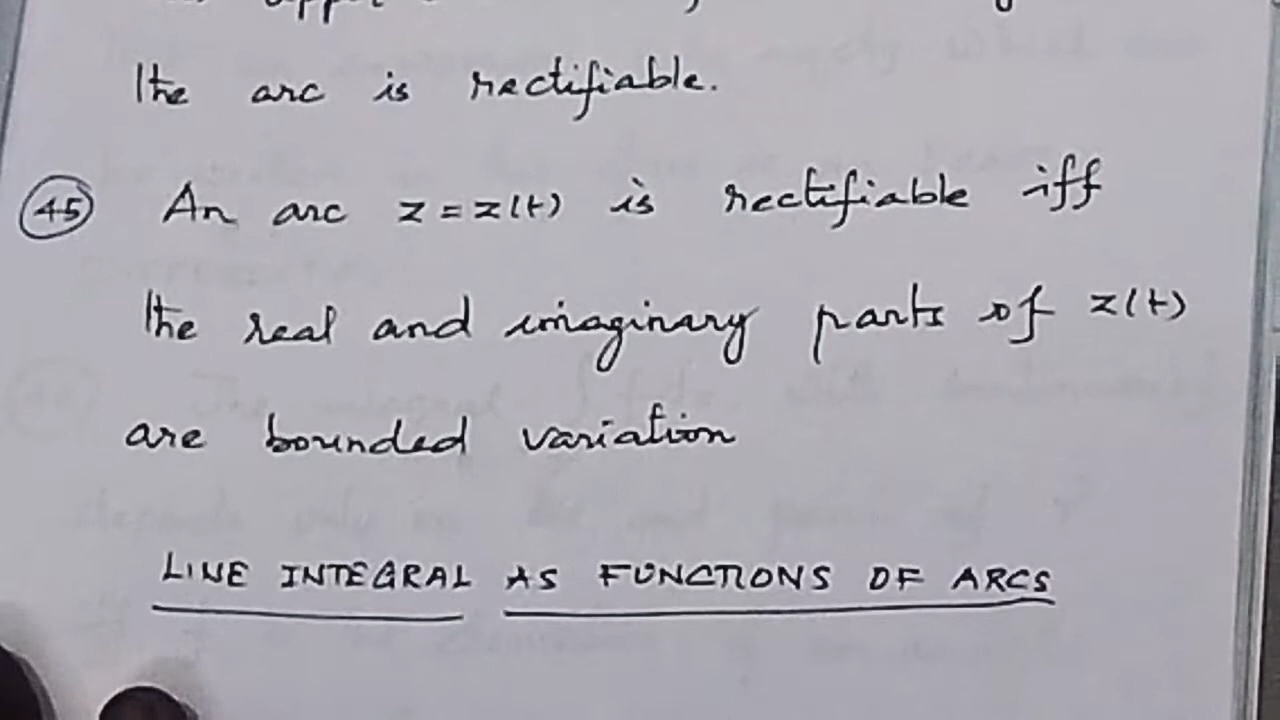 the arc is rectifiable.
45 An arc z = z(t) is rectifiable iff
the real and imaginary parts of z(t)
are bounded variation
LINE INTEGRAL AS FUNCTIONS OF ARCS